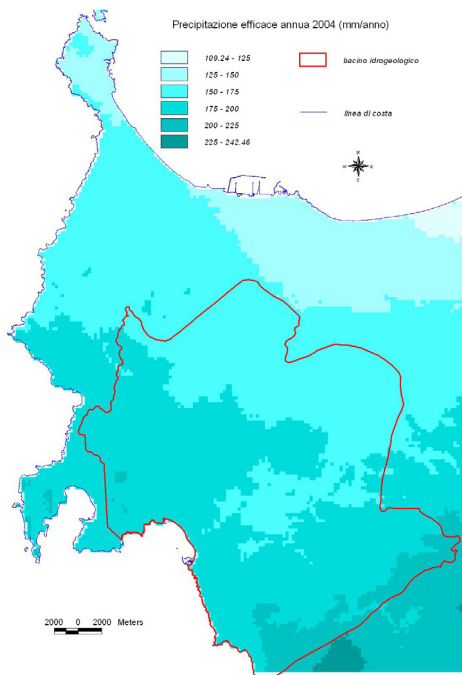 Precipitazione efficace annua 2004 (mm/anno)
109.24 - 125
125 - 150
150 - 175
175 - 200
200 - 225
225 - 242.46
bacino idrogeologico
linea di costa
2000 0 2000 Meters